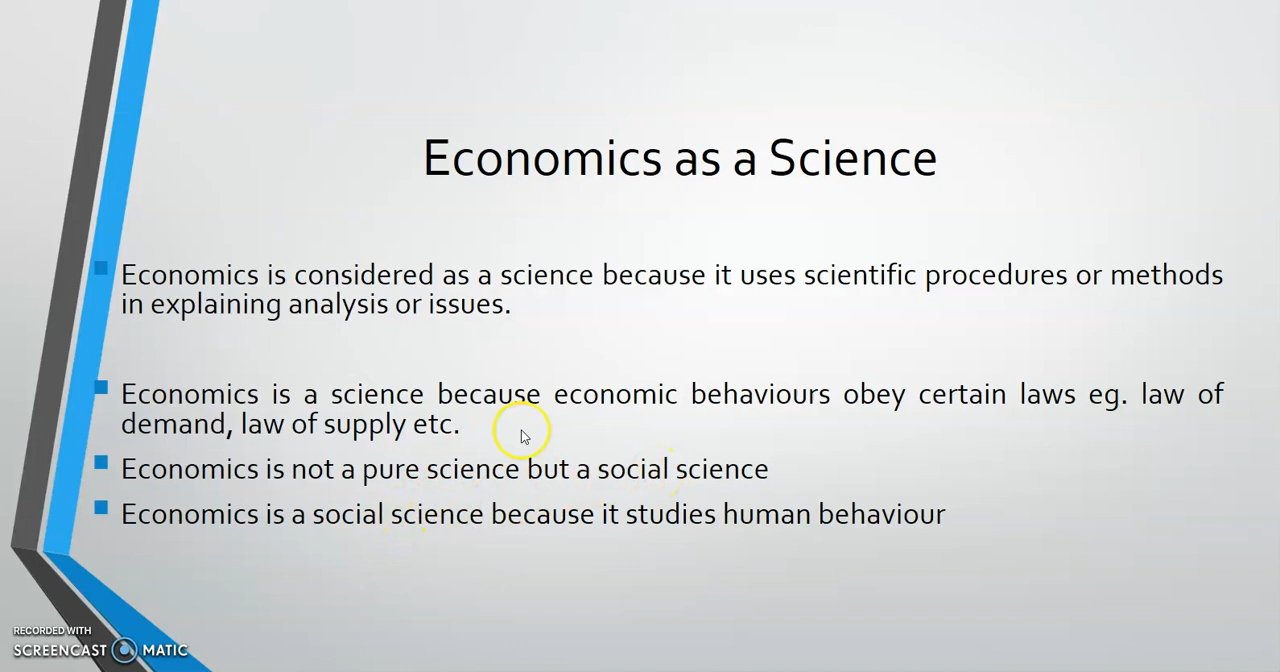 Economics as a Science
Economics is considered as a science because it uses scientific procedures or methods
in explaining analysis or issues.
Economics is a science because economic behaviours obey certain laws eg. law of
demand, law of supply etc.
Economics is not a pure science but a social science
Economics is a social science because it studies human behaviour
RECORDED WITH
SCREENCAST MATIC